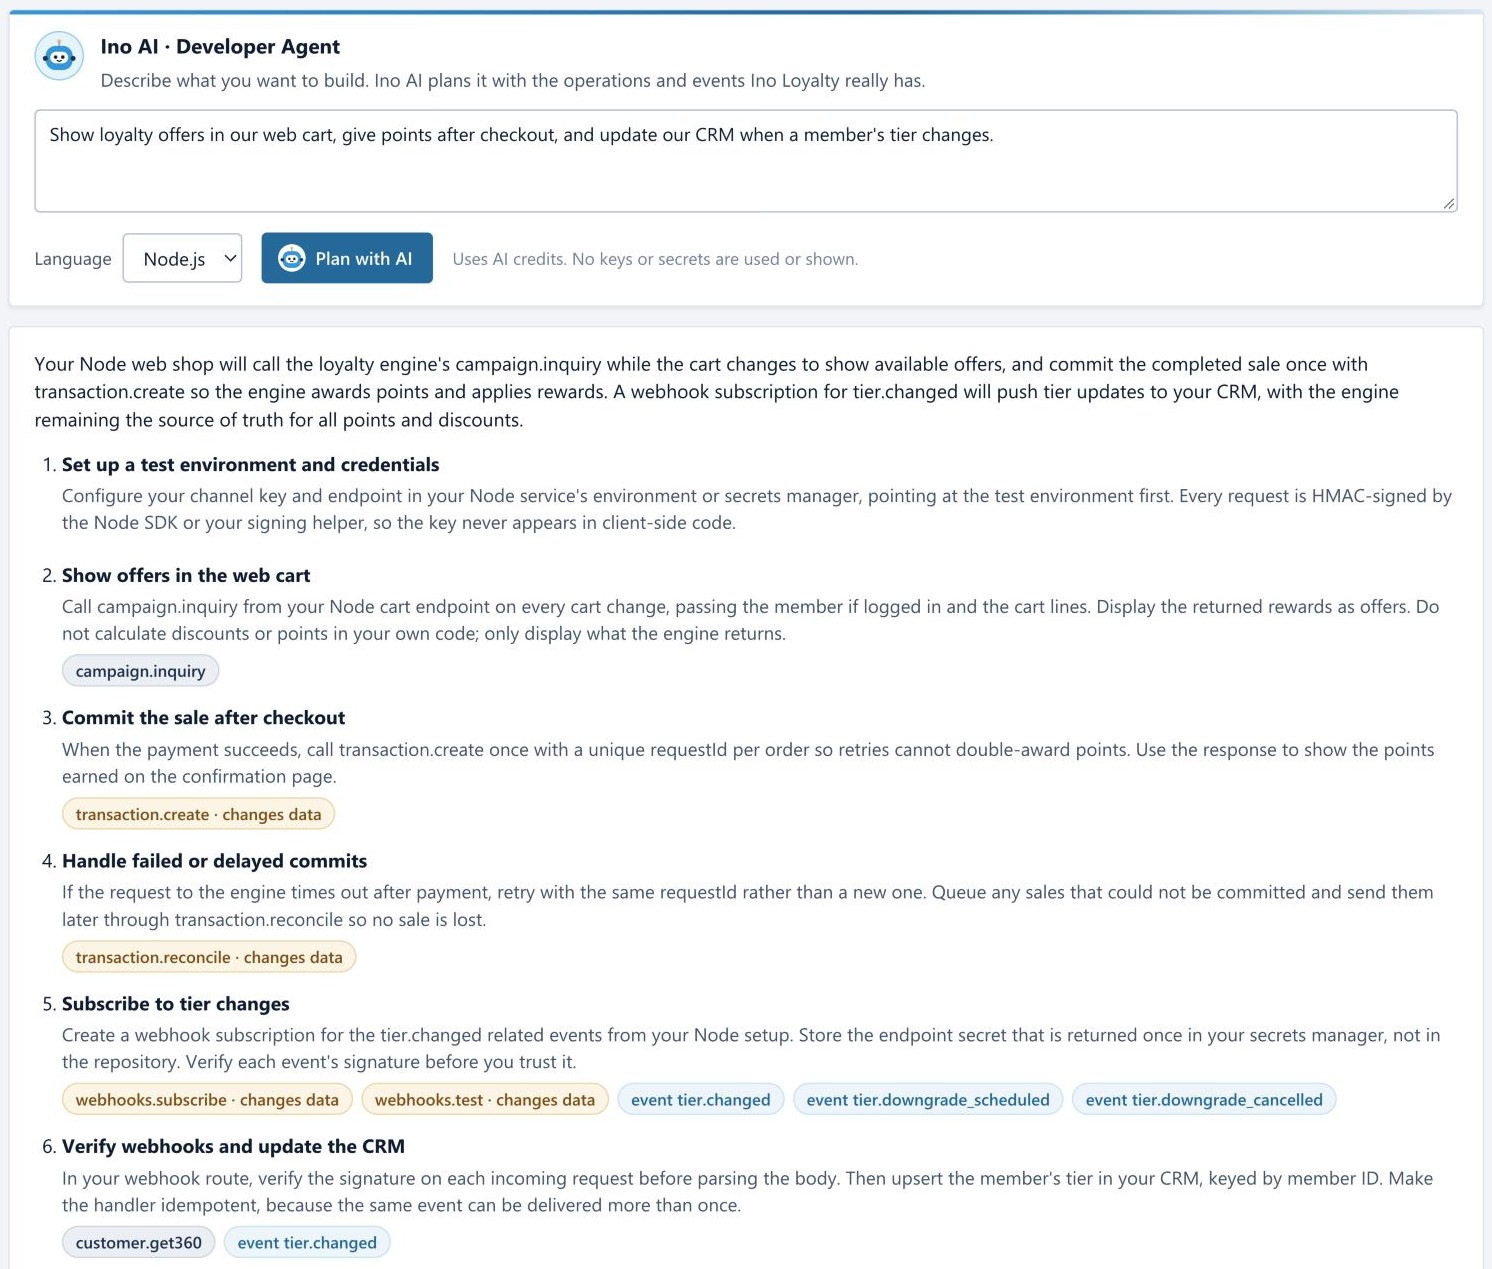 Ino AI · Developer Agent
Describe what you want to build. Ino AI plans it with the operations and events Ino Loyalty really has.
Show loyalty offers in our web cart, give points after checkout, and update our CRM when a member's tier changes.
Language Node.js Plan with AI Uses AI credits. No keys or secrets are used or shown.
Your Node web shop will call the loyalty engine's campaign.inquiry while the cart changes to show available offers, and commit the completed sale once with
transaction.create so the engine awards points and applies rewards. A webhook subscription for tier.changed will push tier updates to your CRM, with the engine
remaining the source of truth for all points and discounts.
1. Set up a test environment and credentials
Configure your channel key and endpoint in your Node service's environment or secrets manager, pointing at the test environment first. Every request is HMAC-signed by
the Node SDK or your signing helper, so the key never appears in client-side code.
2. Show offers in the web cart
Call campaign.inquiry from your Node cart endpoint on every cart change, passing the member if logged in and the cart lines. Display the returned rewards as offers. Do
not calculate discounts or points in your own code; only display what the engine returns.
campaign.inquiry
3. Commit the sale after checkout
When the payment succeeds, call transaction.create once with a unique requestId per order so retries cannot double-award points. Use the response to show the points
earned on the confirmation page.
transaction.create · changes data
4. Handle failed or delayed commits
If the request to the engine times out after payment, retry with the same requestId rather than a new one. Queue any sales that could not be committed and send them
later through transaction.reconcile so no sale is lost.
transaction.reconcile · changes data
5. Subscribe to tier changes
Create a webhook subscription for the tier.changed related events from your Node setup. Store the endpoint secret that is returned once in your secrets manager, not in
the repository. Verify each event's signature before you trust it.
webhooks.subscribe · changes data webhooks.test · changes data event tier.changed event tier.downgrade_scheduled event tier.downgrade_cancelled
6. Verify webhooks and update the CRM
In your webhook route, verify the signature on each incoming request before parsing the body. Then upsert the member's tier in your CRM, keyed by member ID. Make
the handler idempotent, because the same event can be delivered more than once.
customer.get360 event tier.changed